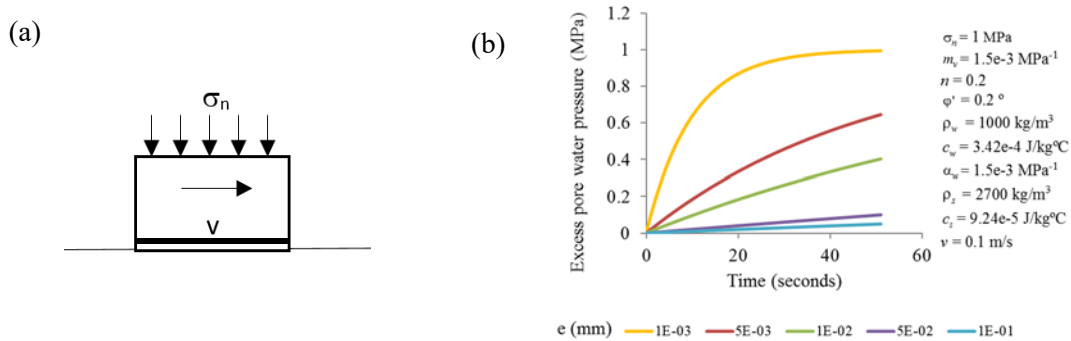 (a)
σn
v
(b)
Excess pore water pressure (MPa)
1.2
1
0.8
0.6
0.4
0.2
0
0
20
40
60
Time (seconds)
σn = 1 MPa
mv = 1.5e-3 MPa-1
n = 0.2
φ' = 0.2 º
ρw = 1000 kg/m3
cw = 3.42e-4 J/kgºC
αw = 1.5e-3 MPa-1
ρs = 2700 kg/m3
cs = 9.24e-5 J/kgºC
v = 0.1 m/s
e (mm) 1E-03 5E-03 1E-02 5E-02 1E-01